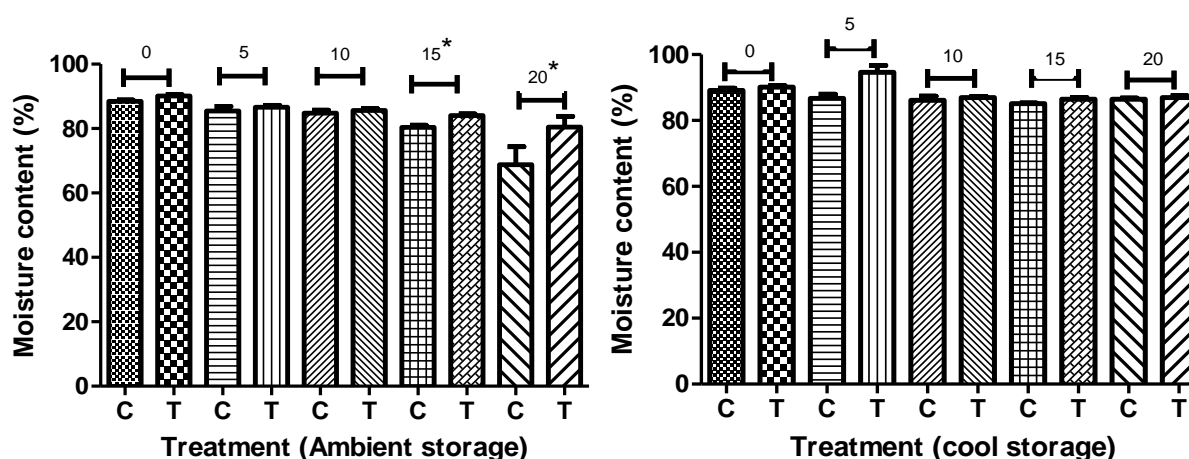 0 5 10 15* 20*
100
80
60
40
20
0
Moisture content (%)
C T C T C T C T C T
Treatment (Ambient storage)
0 5 10 15 20
100
80
60
40
20
0
Moisture content (%)
C T C T C T C T C T
Treatment (cool storage)